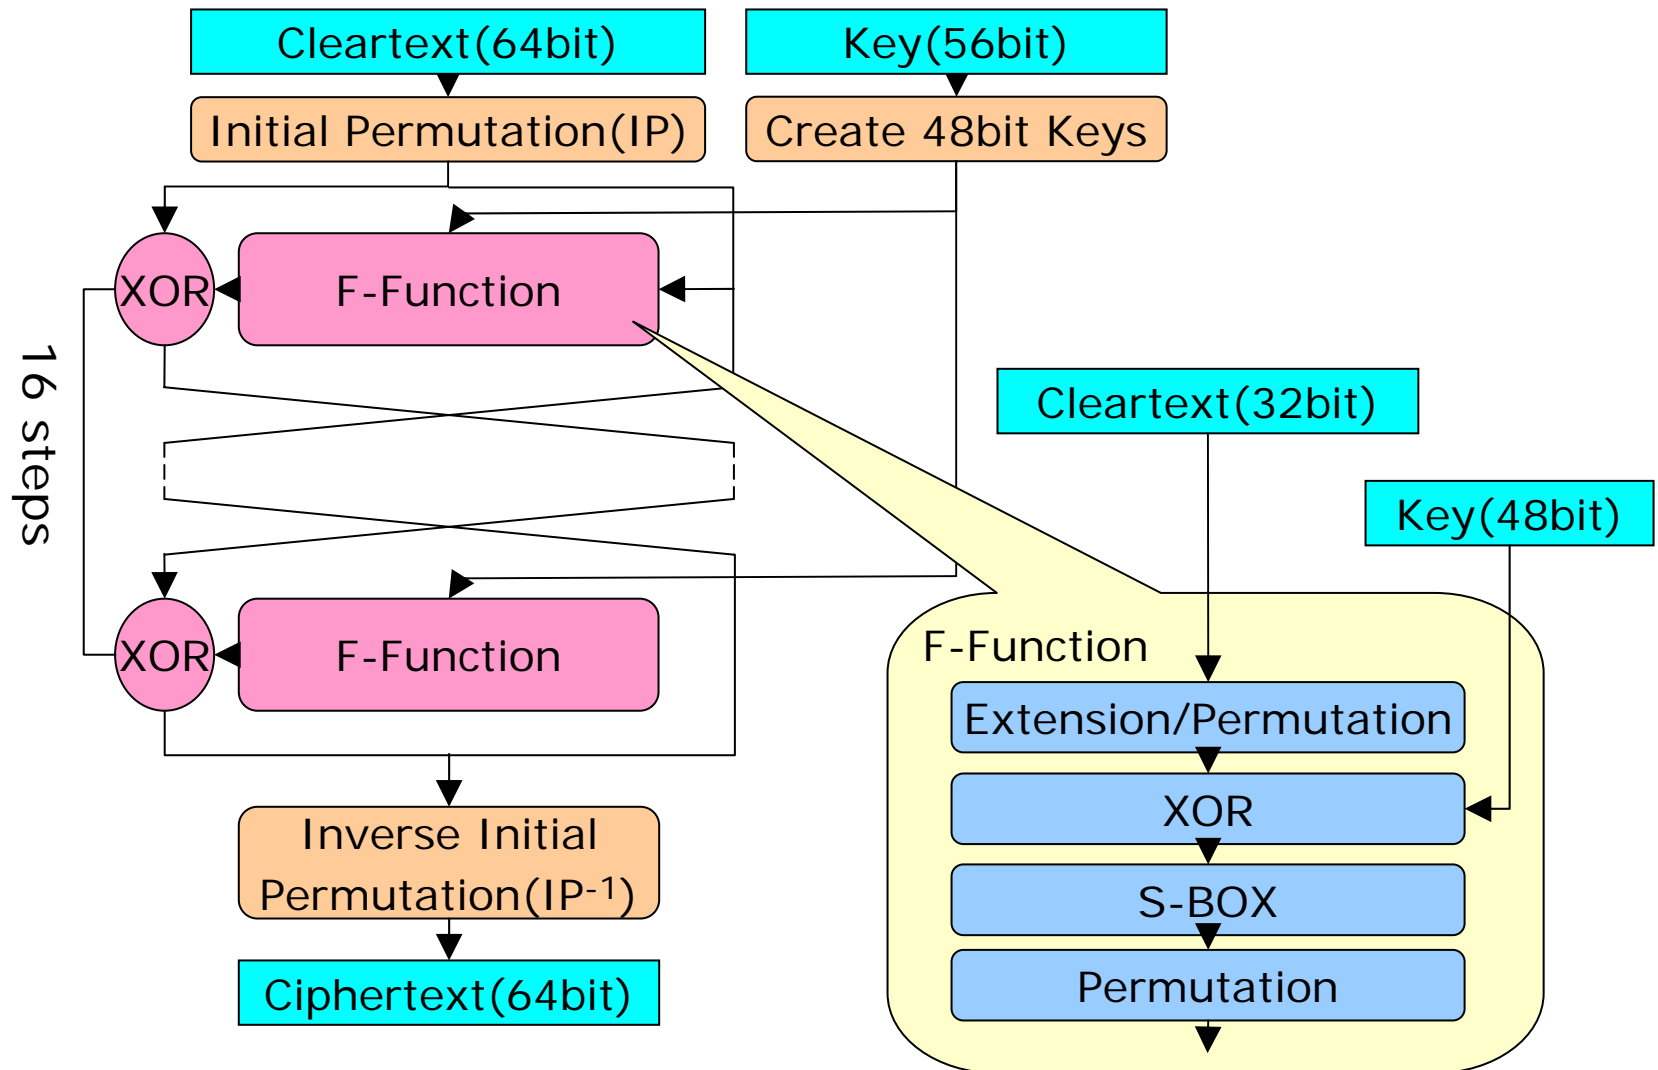 Cleartext(64bit)
Key(56bit)
Initial Permutation(IP)
Create 48bit Keys
XOR
F-Function
16 steps
Cleartext(32bit)
Key(48bit)
XOR
F-Function
F-Function
Extension/Permutation
XOR
S-BOX
Permutation
Inverse Initial
Permutation(IP-1)
Ciphertext(64bit)